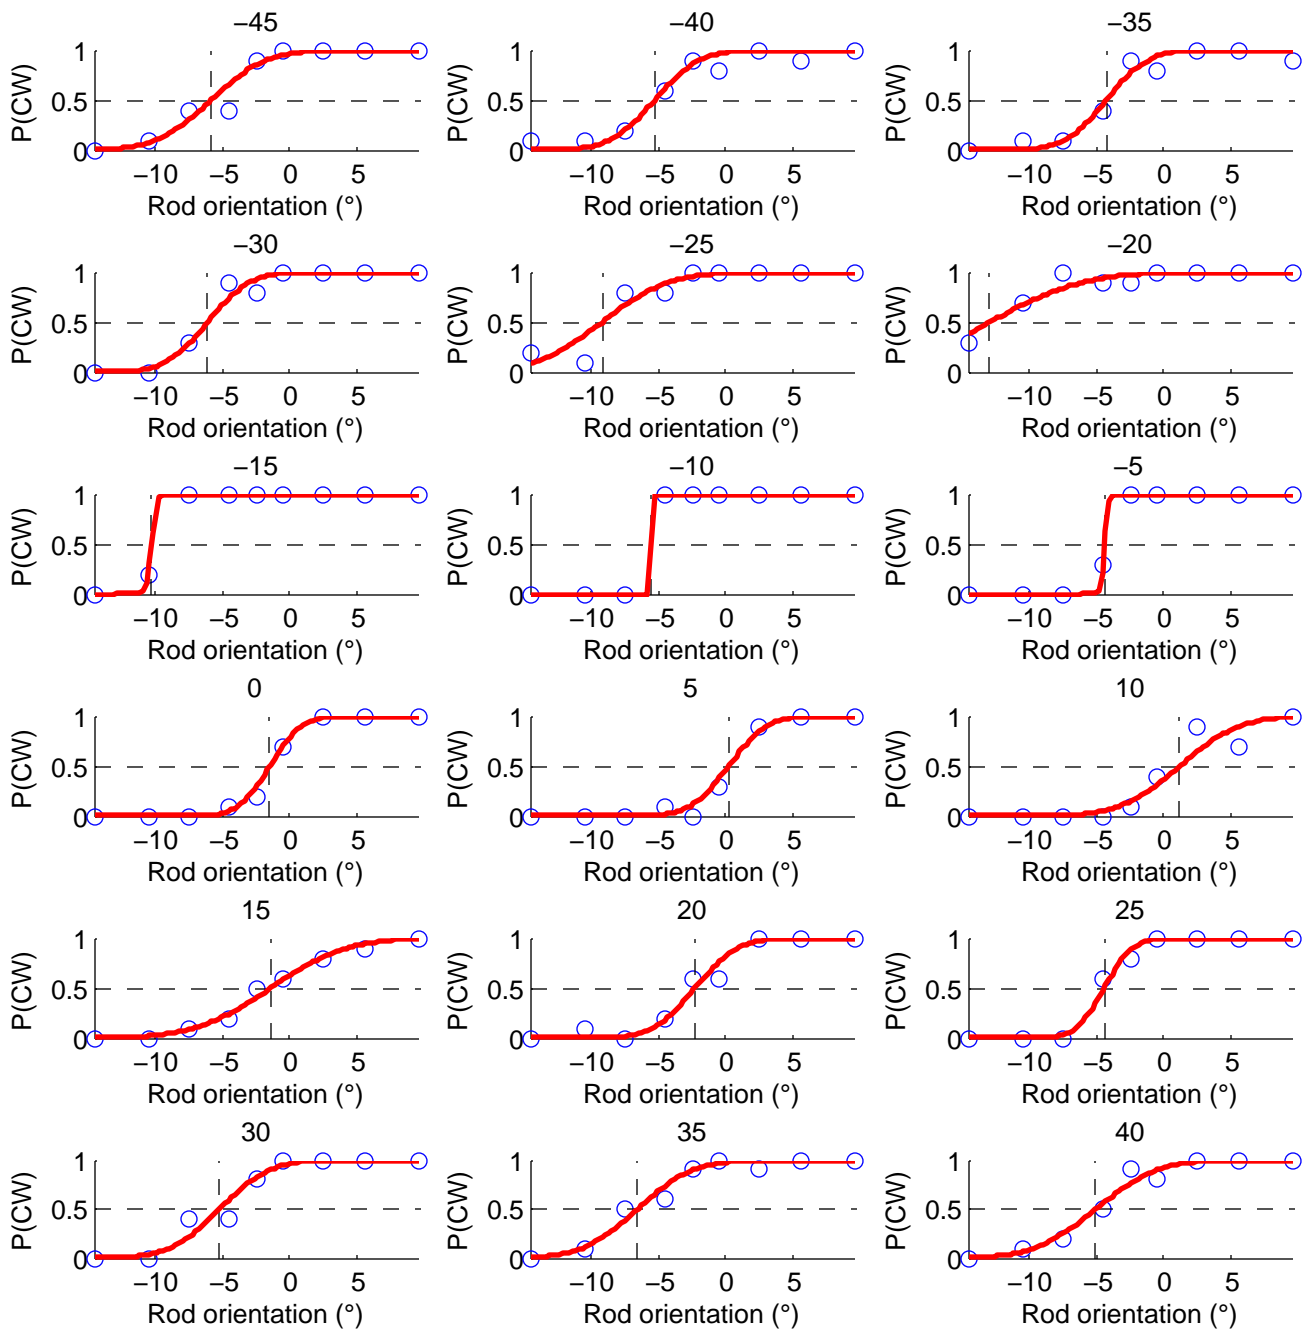 −45 −40 −35
1 1 1
P(CW) 0.5 P(CW) 0.5 P(CW) 0.5
0 0 0
−10 −5 0 5 −10 −5 0 5 −10 −5 0 5
Rod orientation (°) Rod orientation (°) Rod orientation (°)
−30 −25 −20
1 1 1
P(CW) 0.5 P(CW) 0.5 P(CW) 0.5
0 0 0
−10 −5 0 5 −10 −5 0 5 −10 −5 0 5
Rod orientation (°) Rod orientation (°) Rod orientation (°)
−15 −10 −5
1 1 1
P(CW) 0.5 P(CW) 0.5 P(CW) 0.5
0 0 0
−10 −5 0 5 −10 −5 0 5 −10 −5 0 5
Rod orientation (°) Rod orientation (°) Rod orientation (°)
0 5 10
1 1 1
P(CW) 0.5 P(CW) 0.5 P(CW) 0.5
0 0 0
−10 −5 0 5 −10 −5 0 5 −10 −5 0 5
Rod orientation (°) Rod orientation (°) Rod orientation (°)
15 20 25
1 1 1
P(CW) 0.5 P(CW) 0.5 P(CW) 0.5
0 0 0
−10 −5 0 5 −10 −5 0 5 −10 −5 0 5
Rod orientation (°) Rod orientation (°) Rod orientation (°)
30 35 40
1 1 1
P(CW) 0.5 P(CW) 0.5 P(CW) 0.5
0 0 0
−10 −5 0 5 −10 −5 0 5 −10 −5 0 5
Rod orientation (°) Rod orientation (°) Rod orientation (°)